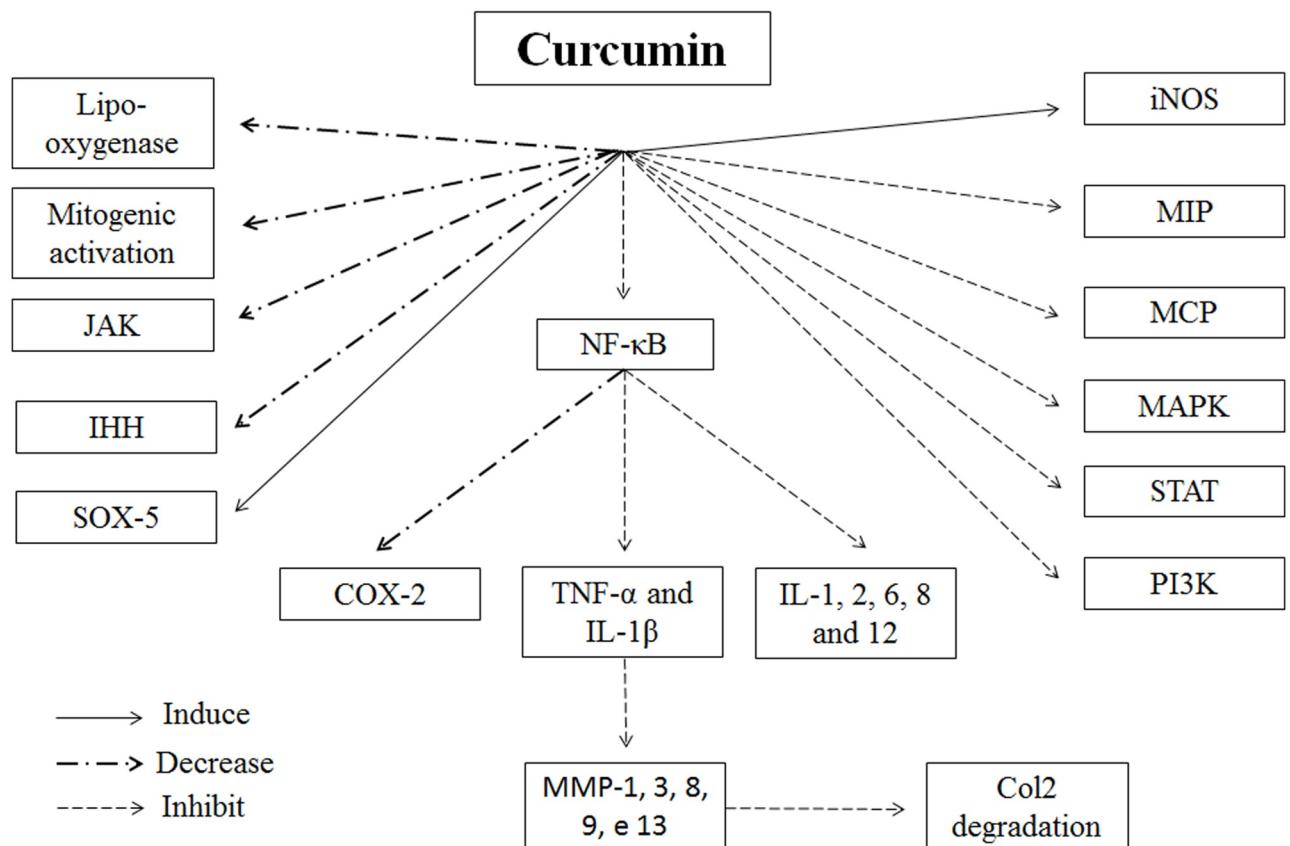 Curcumin
Lipo-
oxygenase
Mitogenic
activation
JAK
IHH
SOX-5
iNOS
MIP
MCP
MAPK
STAT
PI3K
NF-κB
COX-2
TNF-α and
IL-1β
IL-1, 2, 6, 8
and 12
MMP-1, 3, 8,
9, e 13
Col2
degradation
Induce
Decrease
Inhibit